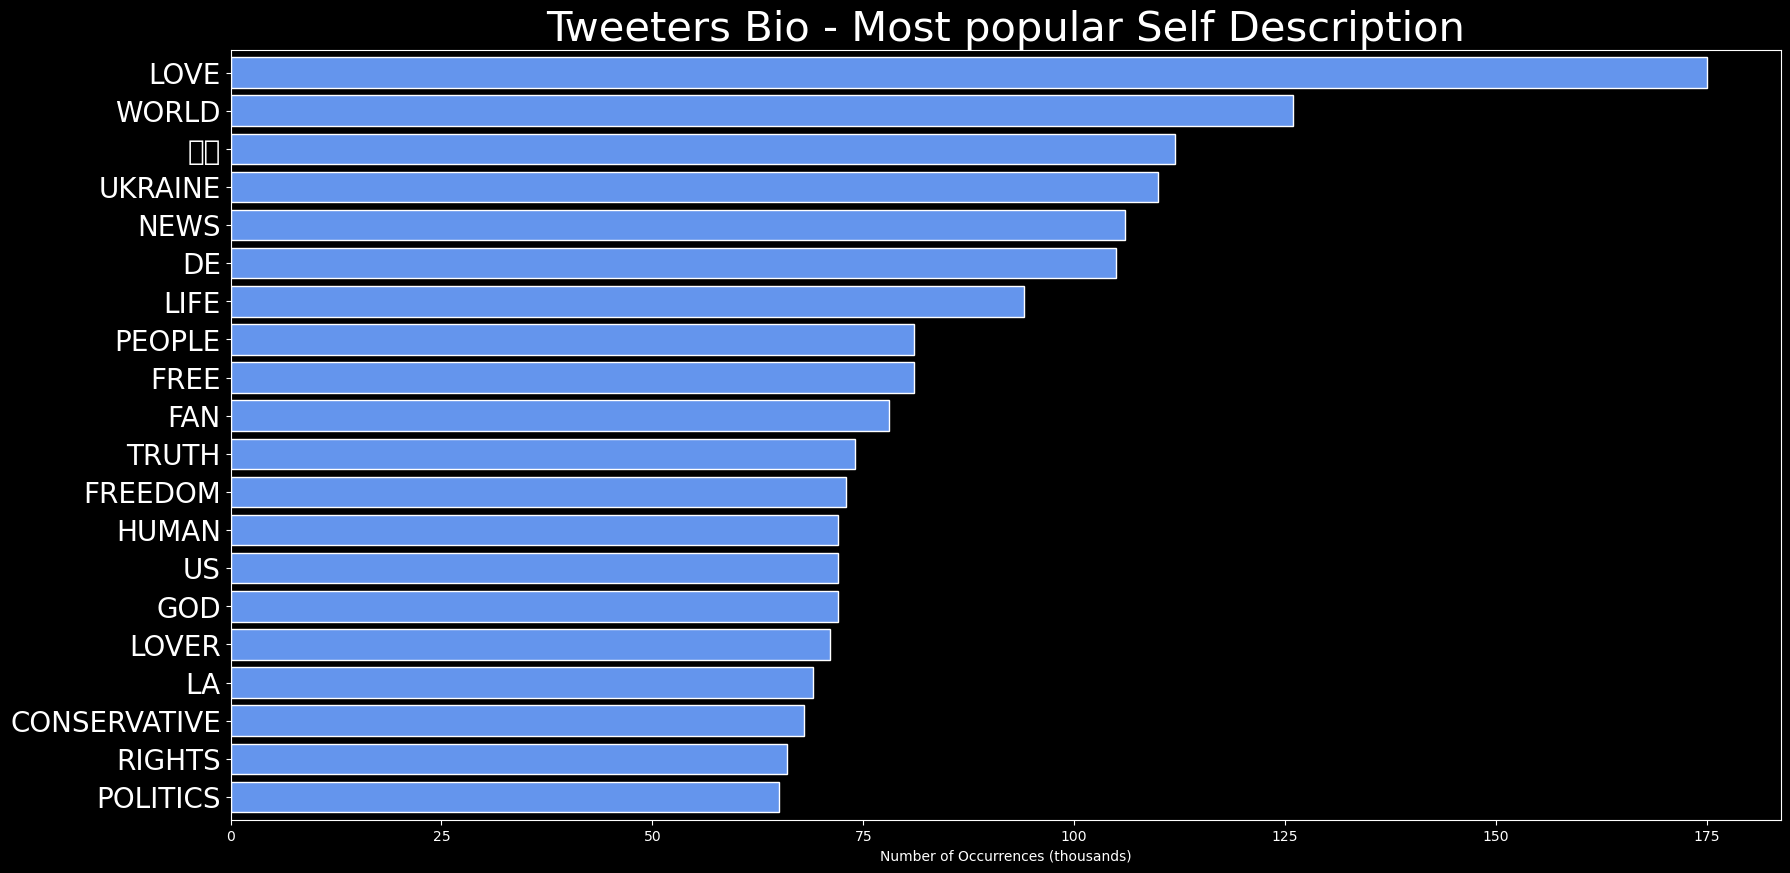 Tweeters Bio - Most popular Self Description
LOVE
WORLD
UKRAINE
NEWS
DE
LIFE
PEOPLE
FREE
FAN
TRUTH
FREEDOM
HUMAN
US
GOD
LOVER
LA
CONSERVATIVE
RIGHTS
POLITICS
0 25 50 75 100 125 150 175
Number of Occurrences (thousands)